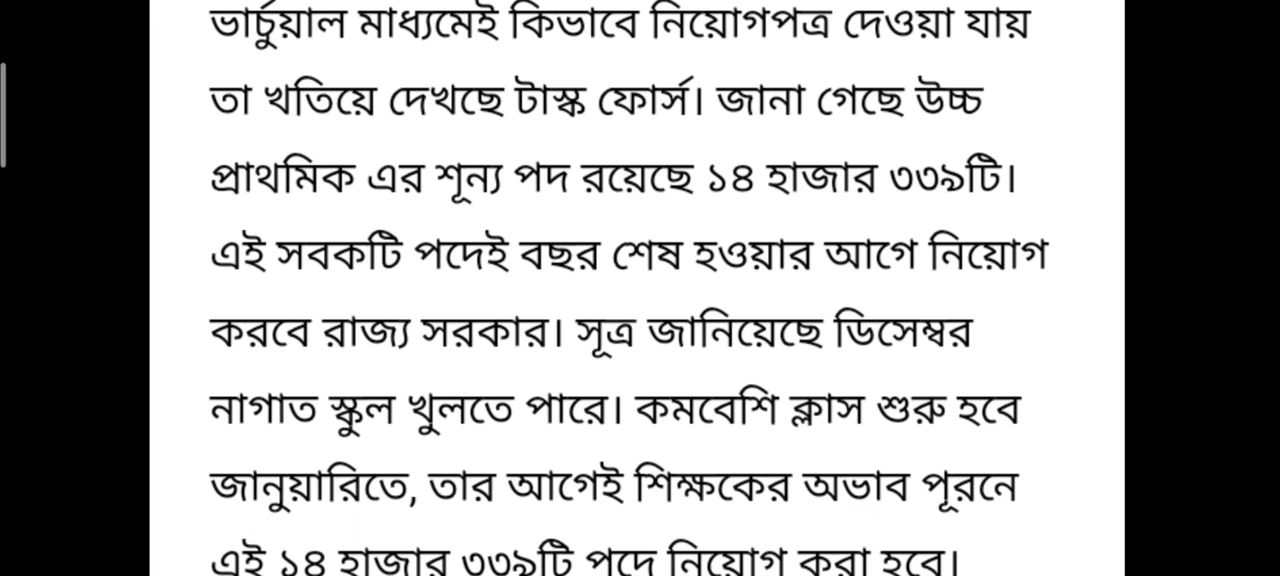 ভার্চুয়াল মাধ্যমেই কিভাবে নিয়োগপত্র দেওয়া যায়
তা খতিয়ে দেখছে টাস্ক ফোর্স। জানা গেছে উচ্চ
প্রাথমিক এর শূন্য পদ রয়েছে ১৪ হাজার ৩৩৯টি।
এই সবকটি পদেই বছর শেষ হওয়ার আগে নিয়োগ
করবে রাজ্য সরকার। সূত্র জানিয়েছে ডিসেম্বর
নাগাত স্কুল খুলতে পারে। কমবেশি ক্লাস শুরু হবে
জানুয়ারিতে, তার আগেই শিক্ষকের অভাব পূরনে
এই ১৪ হাজার ৩৩৯টি পদে নিয়োগ করা হবে।